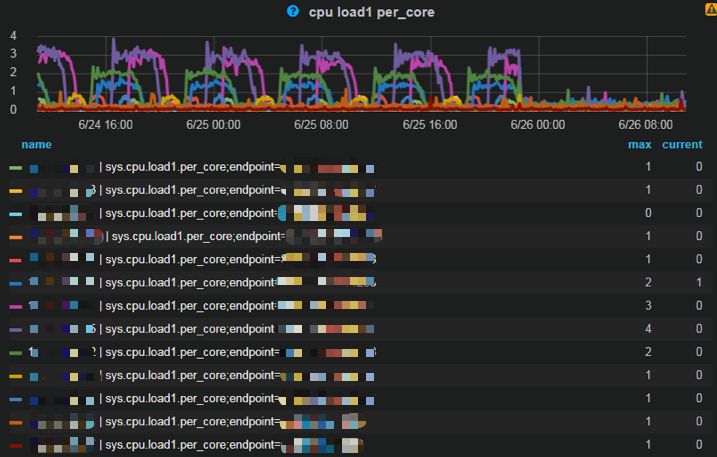 cpu load1 per_core
4
3
2
1
0
6/24 16:00 6/25 00:00 6/25 08:00 6/25 16:00 6/26 00:00 6/26 08:00
name max current
| sys.cpu.load1.per_core;endpoint= 1 0
| sys.cpu.load1.per_core;endpoint= 1 0
| sys.cpu.load1.per_core;endpoint= 0 0
| sys.cpu.load1.per_core;endpoint= 1 0
| sys.cpu.load1.per_core;endpoint= 1 0
| sys.cpu.load1.per_core;endpoint= 2 1
| sys.cpu.load1.per_core;endpoint= 3 0
| sys.cpu.load1.per_core;endpoint= 4 0
| sys.cpu.load1.per_core;endpoint= 2 0
| sys.cpu.load1.per_core;endpoint= 1 0
| sys.cpu.load1.per_core;endpoint= 1 0
| sys.cpu.load1.per_core;endpoint= 1 0
| sys.cpu.load1.per_core;endpoint= 1 0